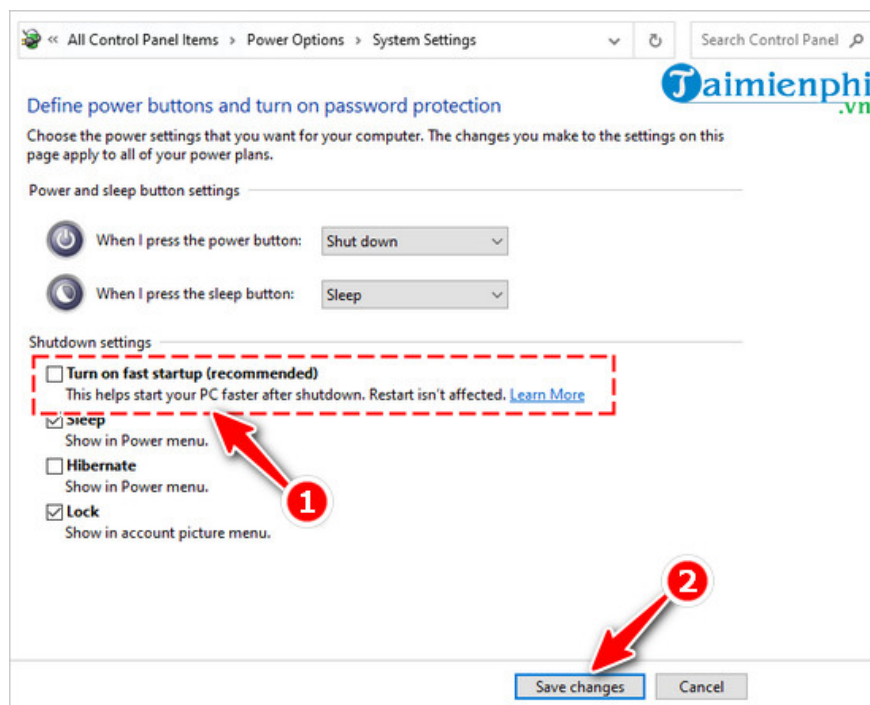 « All Control Panel Items › Power Options › System Settings
Search Control Panel
Taimienphi
.vn
Define power buttons and turn on password protection
Choose the power settings that you want for your computer. The changes you make to the settings on this
page apply to all of your power plans.
Power and sleep button settings
When I press the power button: Shut down
When I press the sleep button: Sleep
Shutdown settings
Turn on fast startup (recommended)
This helps start your PC faster after shutdown. Restart isn't affected. Learn More
Sleep
Show in Power menu.
Hibernate
Show in Power menu.
1
Lock
Show in account picture menu.
2
Save changes Cancel